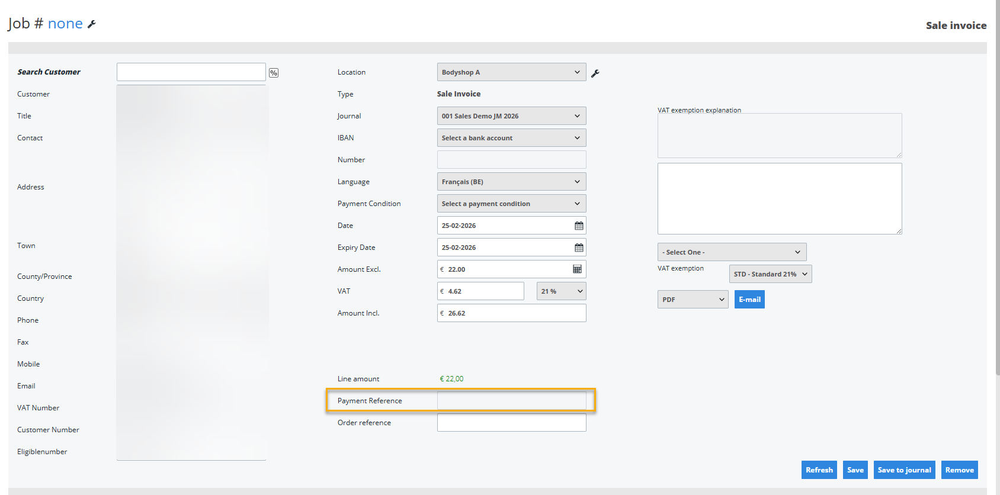 Job # none
Sale invoice
Search Customer
%
Customer
Title
Contact
Address
Town
County/Province
Country
Phone
Fax
Mobile
Email
VAT Number
Customer Number
Eligiblenumber
Location Bodyshop A
Type Sale Invoice
Journal 001 Sales Demo JM 2026
IBAN Select a bank account
Number
Language Français (BE)
Payment Condition Select a payment condition
Date 25-02-2026
Expiry Date 25-02-2026
Amount Excl. € 22.00
VAT € 4.62 21 %
Amount Incl. € 26.62
Line amount € 22,00
Payment Reference
Order reference
VAT exemption explanation
- Select One -
VAT exemption STD - Standard 21%
PDF E-mail
Refresh Save Save to journal Remove